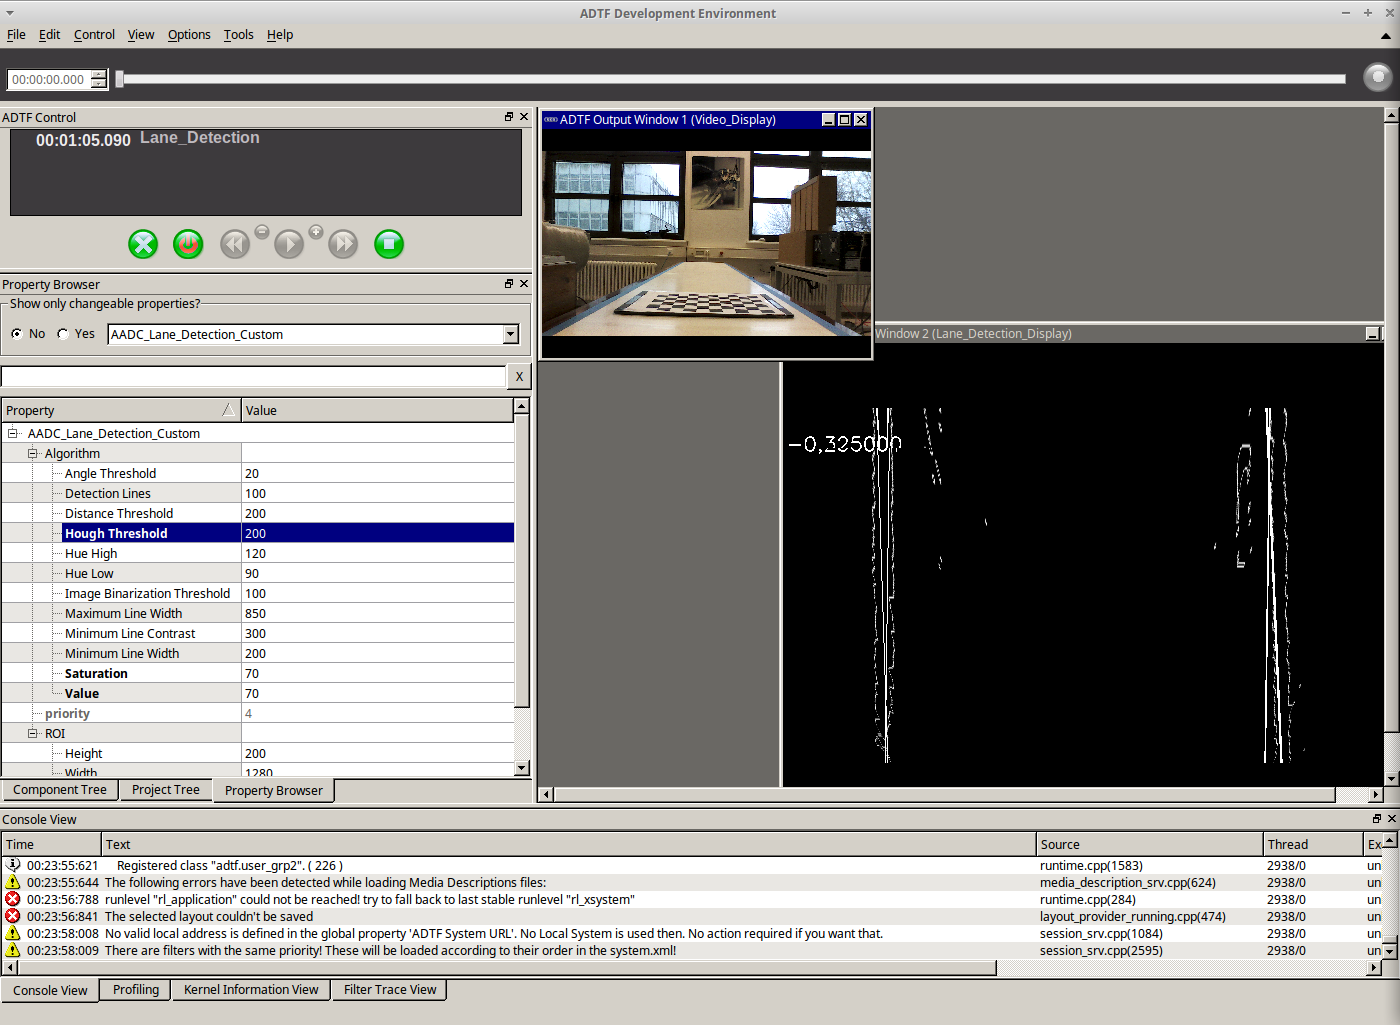 ADTF Development Environment
File Edit Control View Options Tools Help
00:00:00.000
ADTF Control
00:01:05.090 Lane_Detection
Property Browser
Show only changeable properties?
No Yes AADC_Lane_Detection_Custom
X
Property Value
AADC_Lane_Detection_Custom
Algorithm
Angle Threshold 20
Detection Lines 100
Distance Threshold 200
Hough Threshold 200
Hue High 120
Hue Low 90
Image Binarization Threshold 100
Maximum Line Width 850
Minimum Line Contrast 300
Minimum Line Width 200
Saturation 70
Value 70
priority 4
ROI
Height 200
Width 1280
Component Tree Project Tree Property Browser
ADTF Output Window 1 (Video_Display)
Window 2 (Lane_Detection_Display)
-0,325000
Console View
Time Text Source Thread Ex
00:23:55:621 Registered class "adtf.user_grp2". ( 226 ) runtime.cpp(1583) 2938/0 un
00:23:55:644 The following errors have been detected while loading Media Descriptions files: media_description_srv.cpp(624) 2938/0 un
00:23:56:788 runlevel "rl_application" could not be reached! try to fall back to last stable runlevel "rl_xsystem" runtime.cpp(284) 2938/0 un
00:23:56:841 The selected layout couldn't be saved layout_provider_running.cpp(474) 2938/0 un
00:23:58:008 No valid local address is defined in the global property 'ADTF System URL'. No Local System is used then. No action required if you want that. session_srv.cpp(1084) 2938/0 un
00:23:58:009 There are filters with the same priority! These will be loaded according to their order in the system.xml! session_srv.cpp(2595) 2938/0 un
Console View Profiling Kernel Information View Filter Trace View